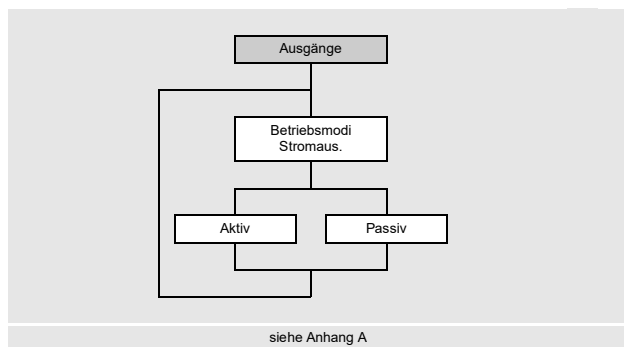 Ausgänge
Betriebsmodi
Stromaus.
Aktiv
Passiv
siehe Anhang A